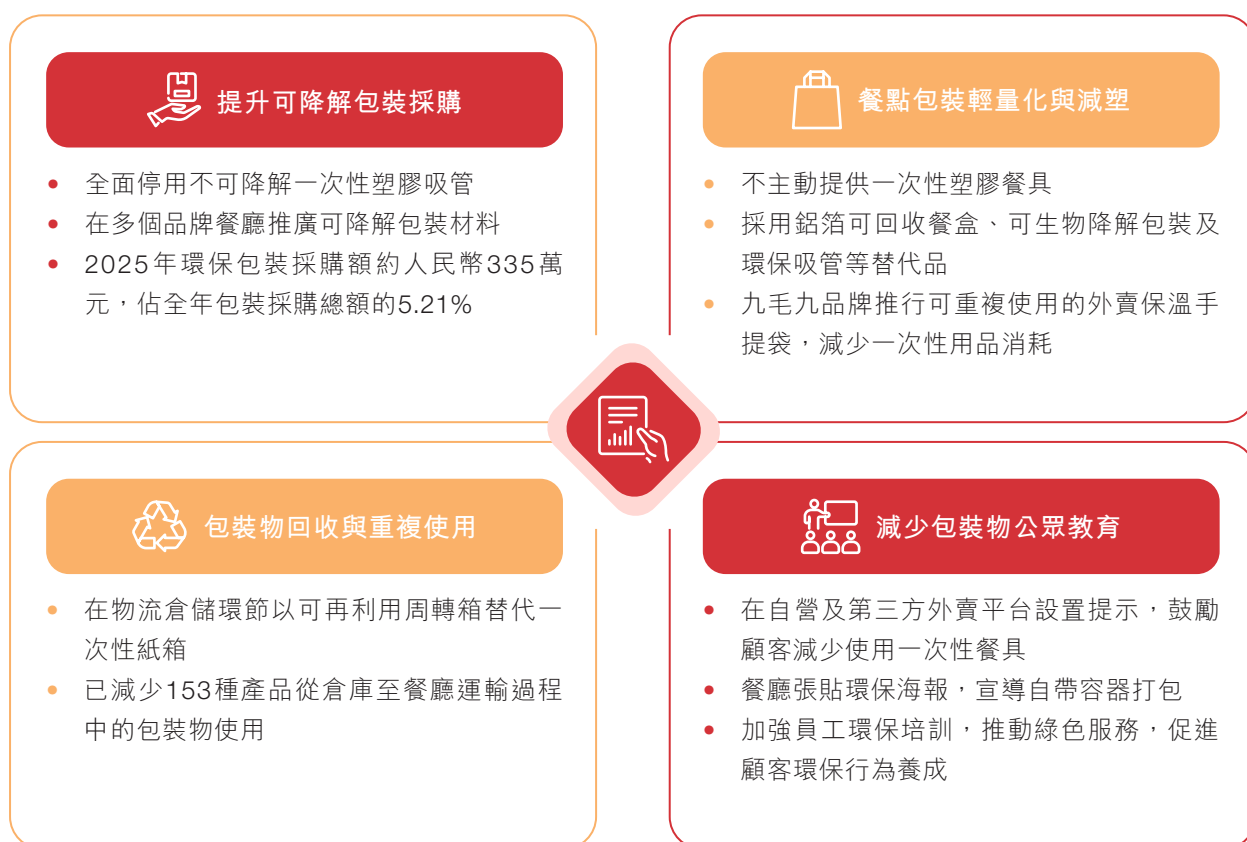 提升可降解包裝採購
• 全面停用不可降解一次性塑膠吸管
• 在多個品牌餐廳推廣可降解包裝材料
• 2025年環保包裝採購額約人民幣335萬
元，佔全年包裝採購總額的5.21%
餐點包裝輕量化與減塑
• 不主動提供一次性塑膠餐具
• 採用鋁箔可回收餐盒、可生物降解包裝及
環保吸管等替代品
• 九毛九品牌推行可重複使用的外賣保溫手
提袋，減少一次性用品消耗
包裝物回收與重複使用
• 在物流倉儲環節以可再利用周轉箱替代一
次性紙箱
• 已減少153種產品從倉庫至餐廳運輸過程
中的包裝物使用
減少包裝物公眾教育
• 在自營及第三方外賣平台設置提示，鼓勵
顧客減少使用一次性餐具
• 餐廳張貼環保海報，宣導自帶容器打包
• 加強員工環保培訓，推動綠色服務，促進
顧客環保行為養成